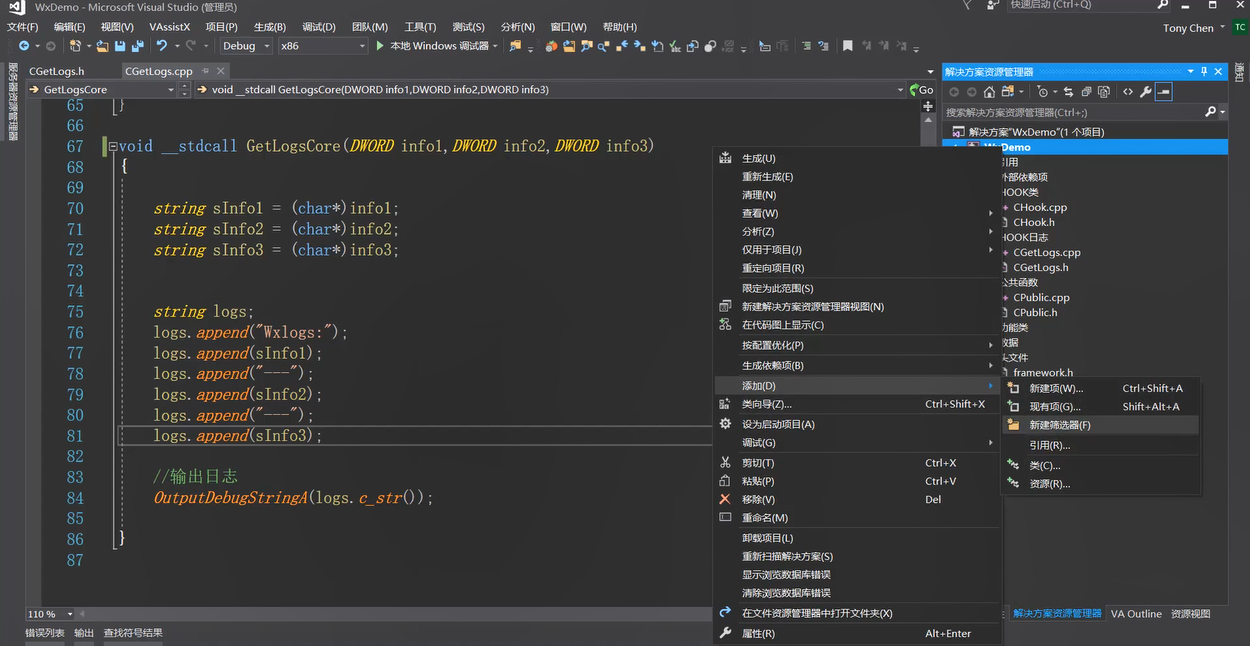 WxDemo - Microsoft Visual Studio (管理员)
快速启动 (Ctrl+Q)
文件(F) 编辑(E) 视图(V) VAssistX 项目(P) 生成(B) 调试(D) 团队(M) 工具(T) 测试(S) 分析(N) 窗口(W) 帮助(H)
Tony Chen TC
Debug x86 本地 Windows 调试器
服务器资源管理器
CGetLogs.h CGetLogs.cpp
GetLogsCore void __stdcall GetLogsCore(DWORD info1,DWORD info2,DWORD info3) Go
65 }
66
67 void __stdcall GetLogsCore(DWORD info1,DWORD info2,DWORD info3)
68 {
69
70 string sInfo1 = (char*)info1;
71 string sInfo2 = (char*)info2;
72 string sInfo3 = (char*)info3;
73
74
75 string logs;
76 logs.append("Wxlogs:");
77 logs.append(sInfo1);
78 logs.append("---");
79 logs.append(sInfo2);
80 logs.append("---");
81 logs.append(sInfo3);
82
83 //输出日志
84 OutputDebugStringA(logs.c_str());
85
86 }
87
110 %
错误列表 输出 查找符号结果
生成(U)
重新生成(E)
清理(N)
查看(W)
分析(Z)
仅用于项目(J)
重定向项目(R)
限定为此范围(S)
新建解决方案资源管理器视图(N)
在代码图上显示(C)
按配置优化(P)
生成依赖项(B)
添加(D)
类向导(Z)... Ctrl+Shift+X
设为启动项目(A)
调试(G)
剪切(T) Ctrl+X
粘贴(P) Ctrl+V
移除(V) Del
重命名(M)
卸载项目(L)
重新扫描解决方案(S)
显示浏览数据库错误
清除浏览数据库错误
在文件资源管理器中打开文件夹(X)
属性(R) Alt+Enter
新建项(W)... Ctrl+Shift+A
现有项(G)... Shift+Alt+A
新建筛选器(F)
引用(R)...
类(C)...
资源(R)...
解决方案资源管理器
搜索解决方案资源管理器(Ctrl+;)
解决方案"WxDemo"(1 个项目)
WxDemo
引用
外部依赖项
HOOK类
CHook.cpp
CHook.h
HOOK日志
CGetLogs.cpp
CGetLogs.h
公共函数
CPublic.cpp
CPublic.h
功能类
数据
头文件
framework.h
解决方案资源管理器 VA Outline 资源视图
通知